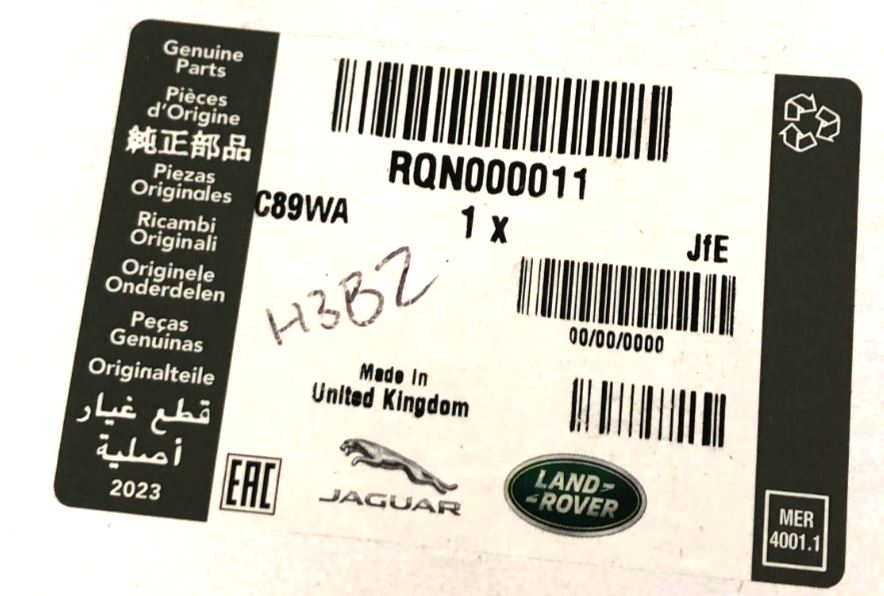 Genuine
Parts
Pièces
d'Origine
純正部品
Piezas
Originales
Ricambi
Originali
Originele
Onderdelen
Peças
Genuinas
Originalteile
قطع غيار
أصلية
2023
RQN000011
C89WA
1 x
JfE
H3BZ
00/00/0000
Made in
United Kingdom
EAC
JAGUAR
LAND-
-ROVER
MER
4001.1